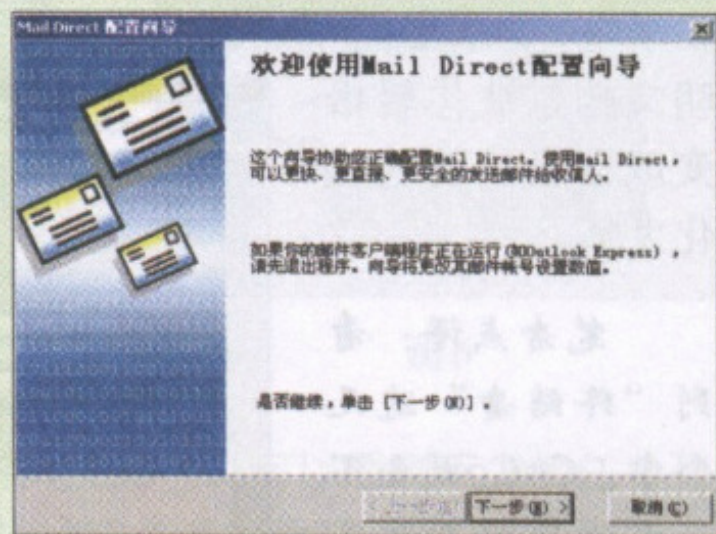 Mail Direct 配置向导
欢迎使用Mail Direct配置向导
这个向导协助您正确配置Mail Direct。使用Mail Direct，
可以更快、更直接、更安全的发送邮件给收信人。
如果你的邮件客户端程序正在运行(如Outlook Express)，
请先退出程序。向导将更改其邮件帐号设置数值。
是否继续，单击 [下一步(N)] 。
< 上一步(B)
下一步(N) >
取消(C)